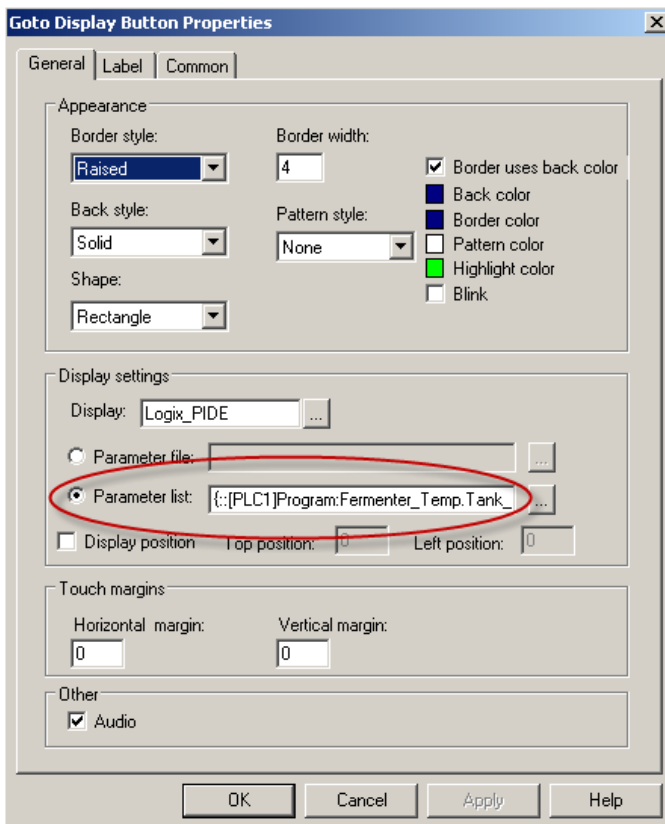 Goto Display Button Properties
General Label Common
Appearance
Border style: Border width:
Raised 4 Border uses back color
Back color
Back style: Pattern style: Border color
Solid None Pattern color
Highlight color
Shape: Blink
Rectangle
Display settings
Display: Logix_PIDE ...
Parameter file: ...
Parameter list: {::[PLC1]Program:Fermenter_Temp.Tank_ ...
Display position Top position: 0 Left position: 0
Touch margins
Horizontal margin: Vertical margin:
0 0
Other
Audio
OK Cancel Apply Help